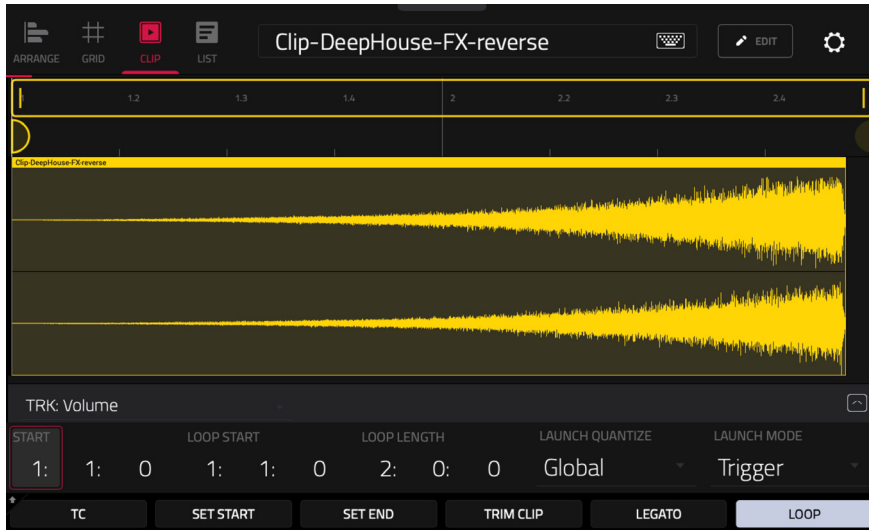 Clip-DeepHouse-FX-reverse
EDIT
ARRANGE GRID CLIP LIST
1 1.2 1.3 1.4 2 2.2 2.3 2.4
Clip-DeepHouse-FX-reverse
TRK: Volume
START LOOP START LOOP LENGTH LAUNCH QUANTIZE LAUNCH MODE
1: 1: 0 1: 1: 0 2: 0: 0 Global Trigger
TC SET START SET END TRIM CLIP LEGATO LOOP